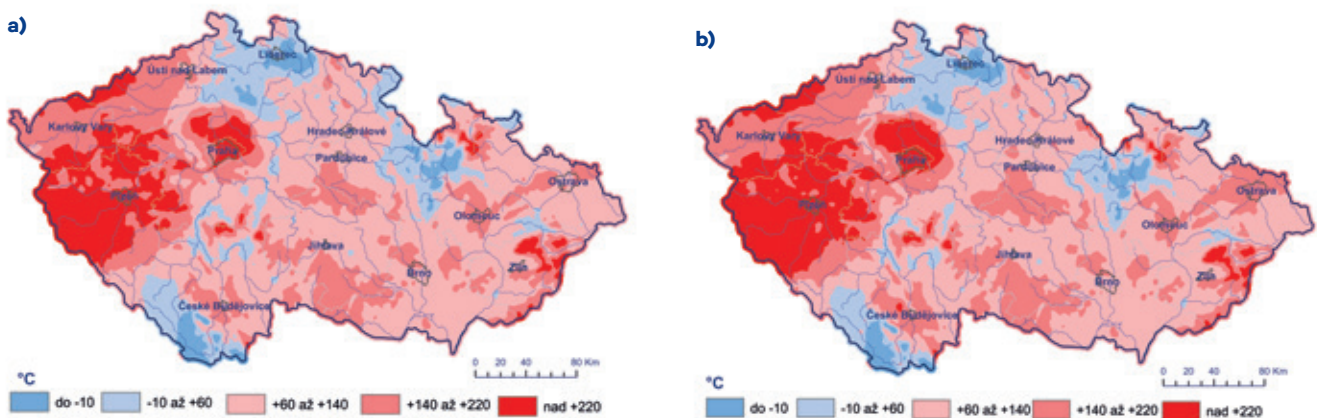 a)
Liberec
Ústí nad Labem
Karlovy Vary
Hradec Králové
Praha
Pardubice
Plzeň
Ostrava
Olomouc
Jihlava
Brno
Zlín
České Budějovice
0 20 40 80 Km
°C
do -10
-10 až +60
+60 až +140
+140 až +220
nad +220
b)
Liberec
Ústí nad Labem
Karlovy Vary
Hradec Králové
Praha
Pardubice
Plzeň
Ostrava
Olomouc
Jihlava
Brno
Zlín
České Budějovice
0 20 40 80 Km
°C
do -10
-10 až +60
+60 až +140
+140 až +220
nad +220